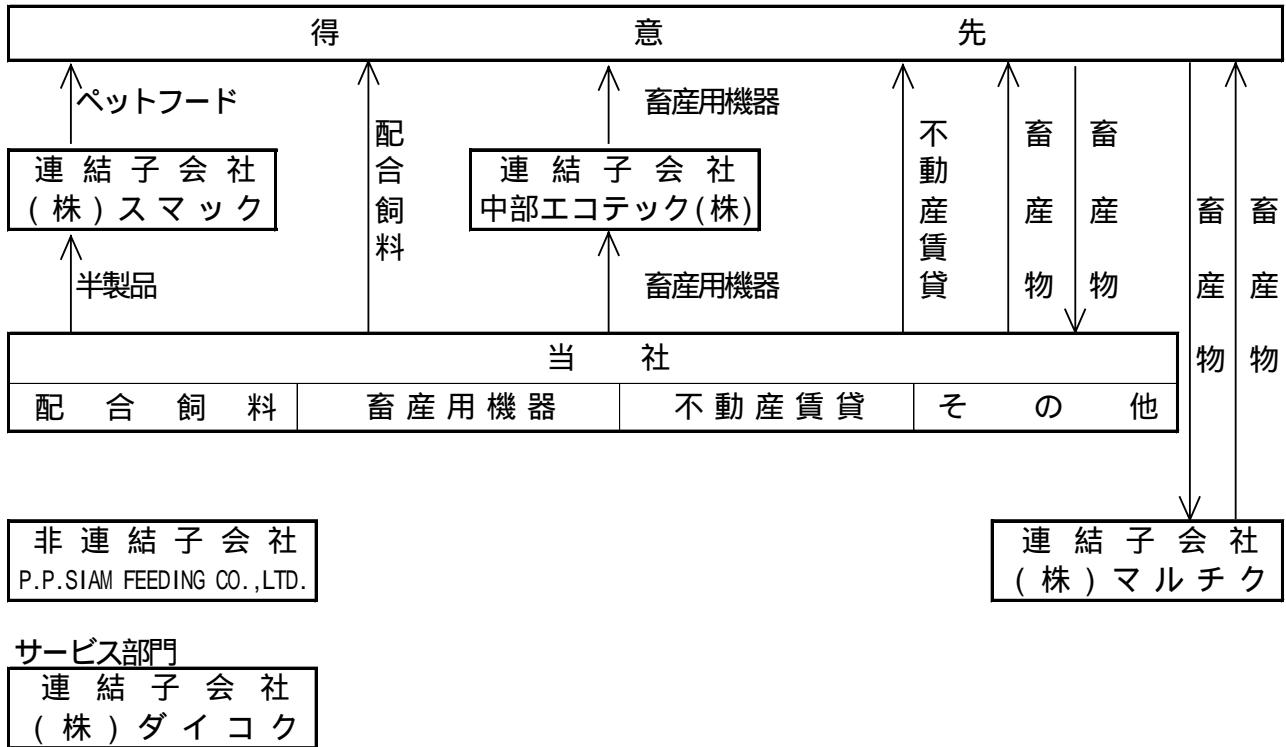 得意先
ペットフード
配合飼料
畜産用機器
不動産賃貸
畜産物
畜産物
畜産物
畜産物
連結子会社
(株)スマック
連結子会社
中部エコテック(株)
半製品
畜産用機器
当社
配合飼料 畜産用機器 不動産賃貸 その他
非連結子会社
P.P.SIAM FEEDING CO.,LTD.
連結子会社
(株)マルチク
サービス部門
連結子会社
(株)ダイコク